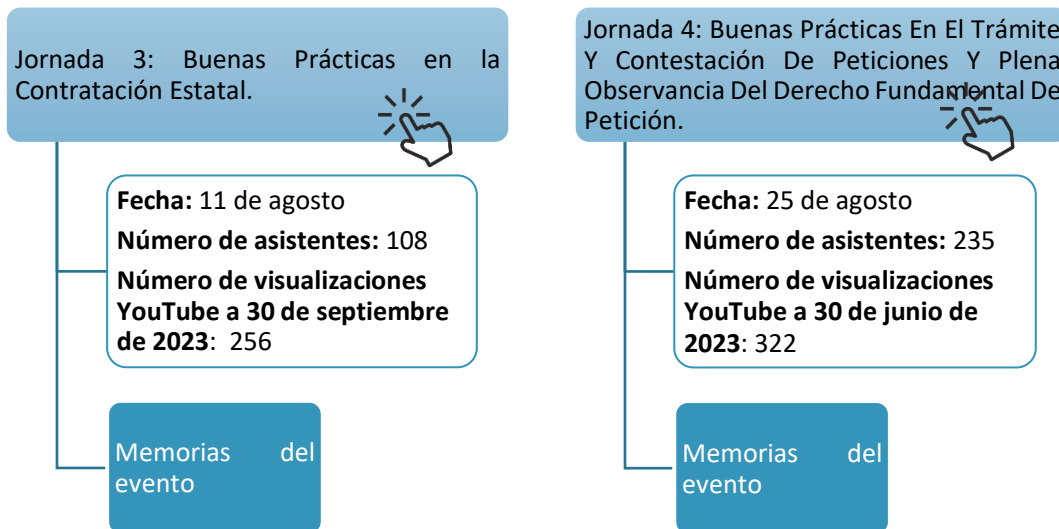 Jornada 3: Buenas Prácticas en la
Contratación Estatal.
Fecha: 11 de agosto
Número de asistentes: 108
Número de visualizaciones
YouTube a 30 de septiembre
de 2023: 256
Memorias del
evento
Jornada 4: Buenas Prácticas En El Trámite
Y Contestación De Peticiones Y Plena
Observancia Del Derecho Fundamental De
Petición.
Fecha: 25 de agosto
Número de asistentes: 235
Número de visualizaciones
YouTube a 30 de junio de
2023: 322
Memorias del
evento